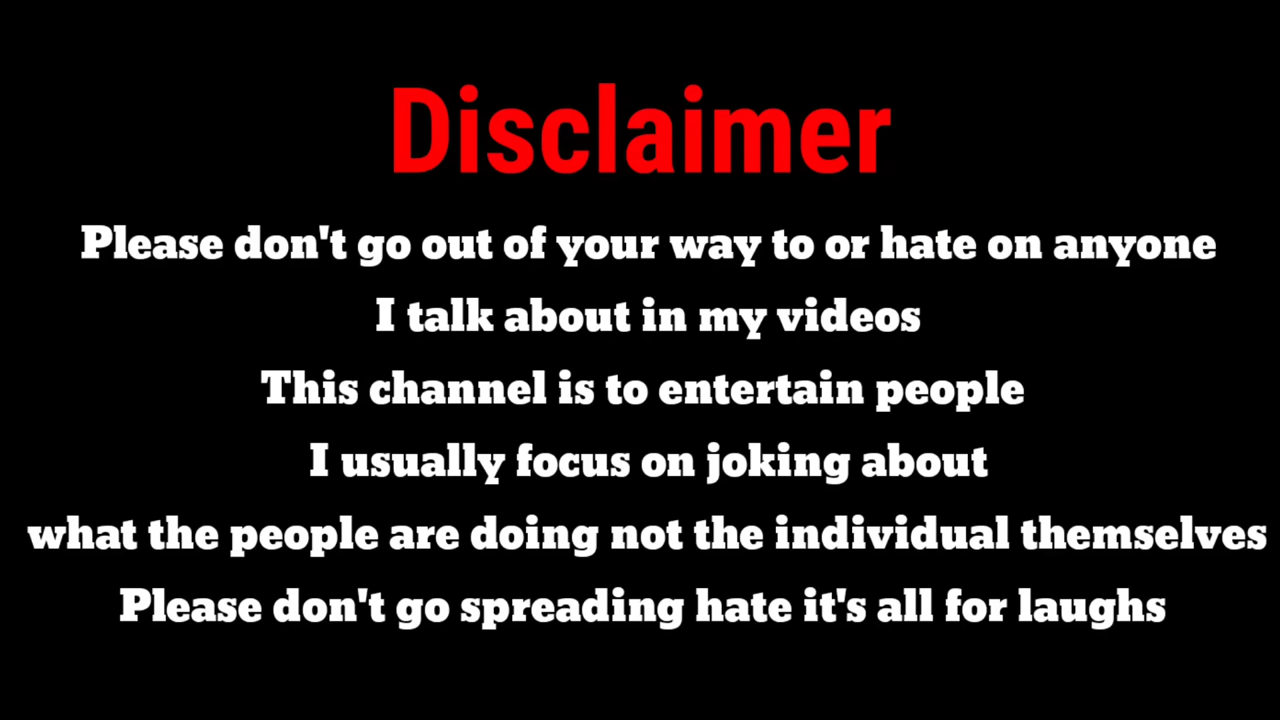 Disclaimer
Please don't go out of your way to or hate on anyone
I talk about in my videos
This channel is to entertain people
I usually focus on joking about
what the people are doing not the individual themselves
Please don't go spreading hate it's all for laughs